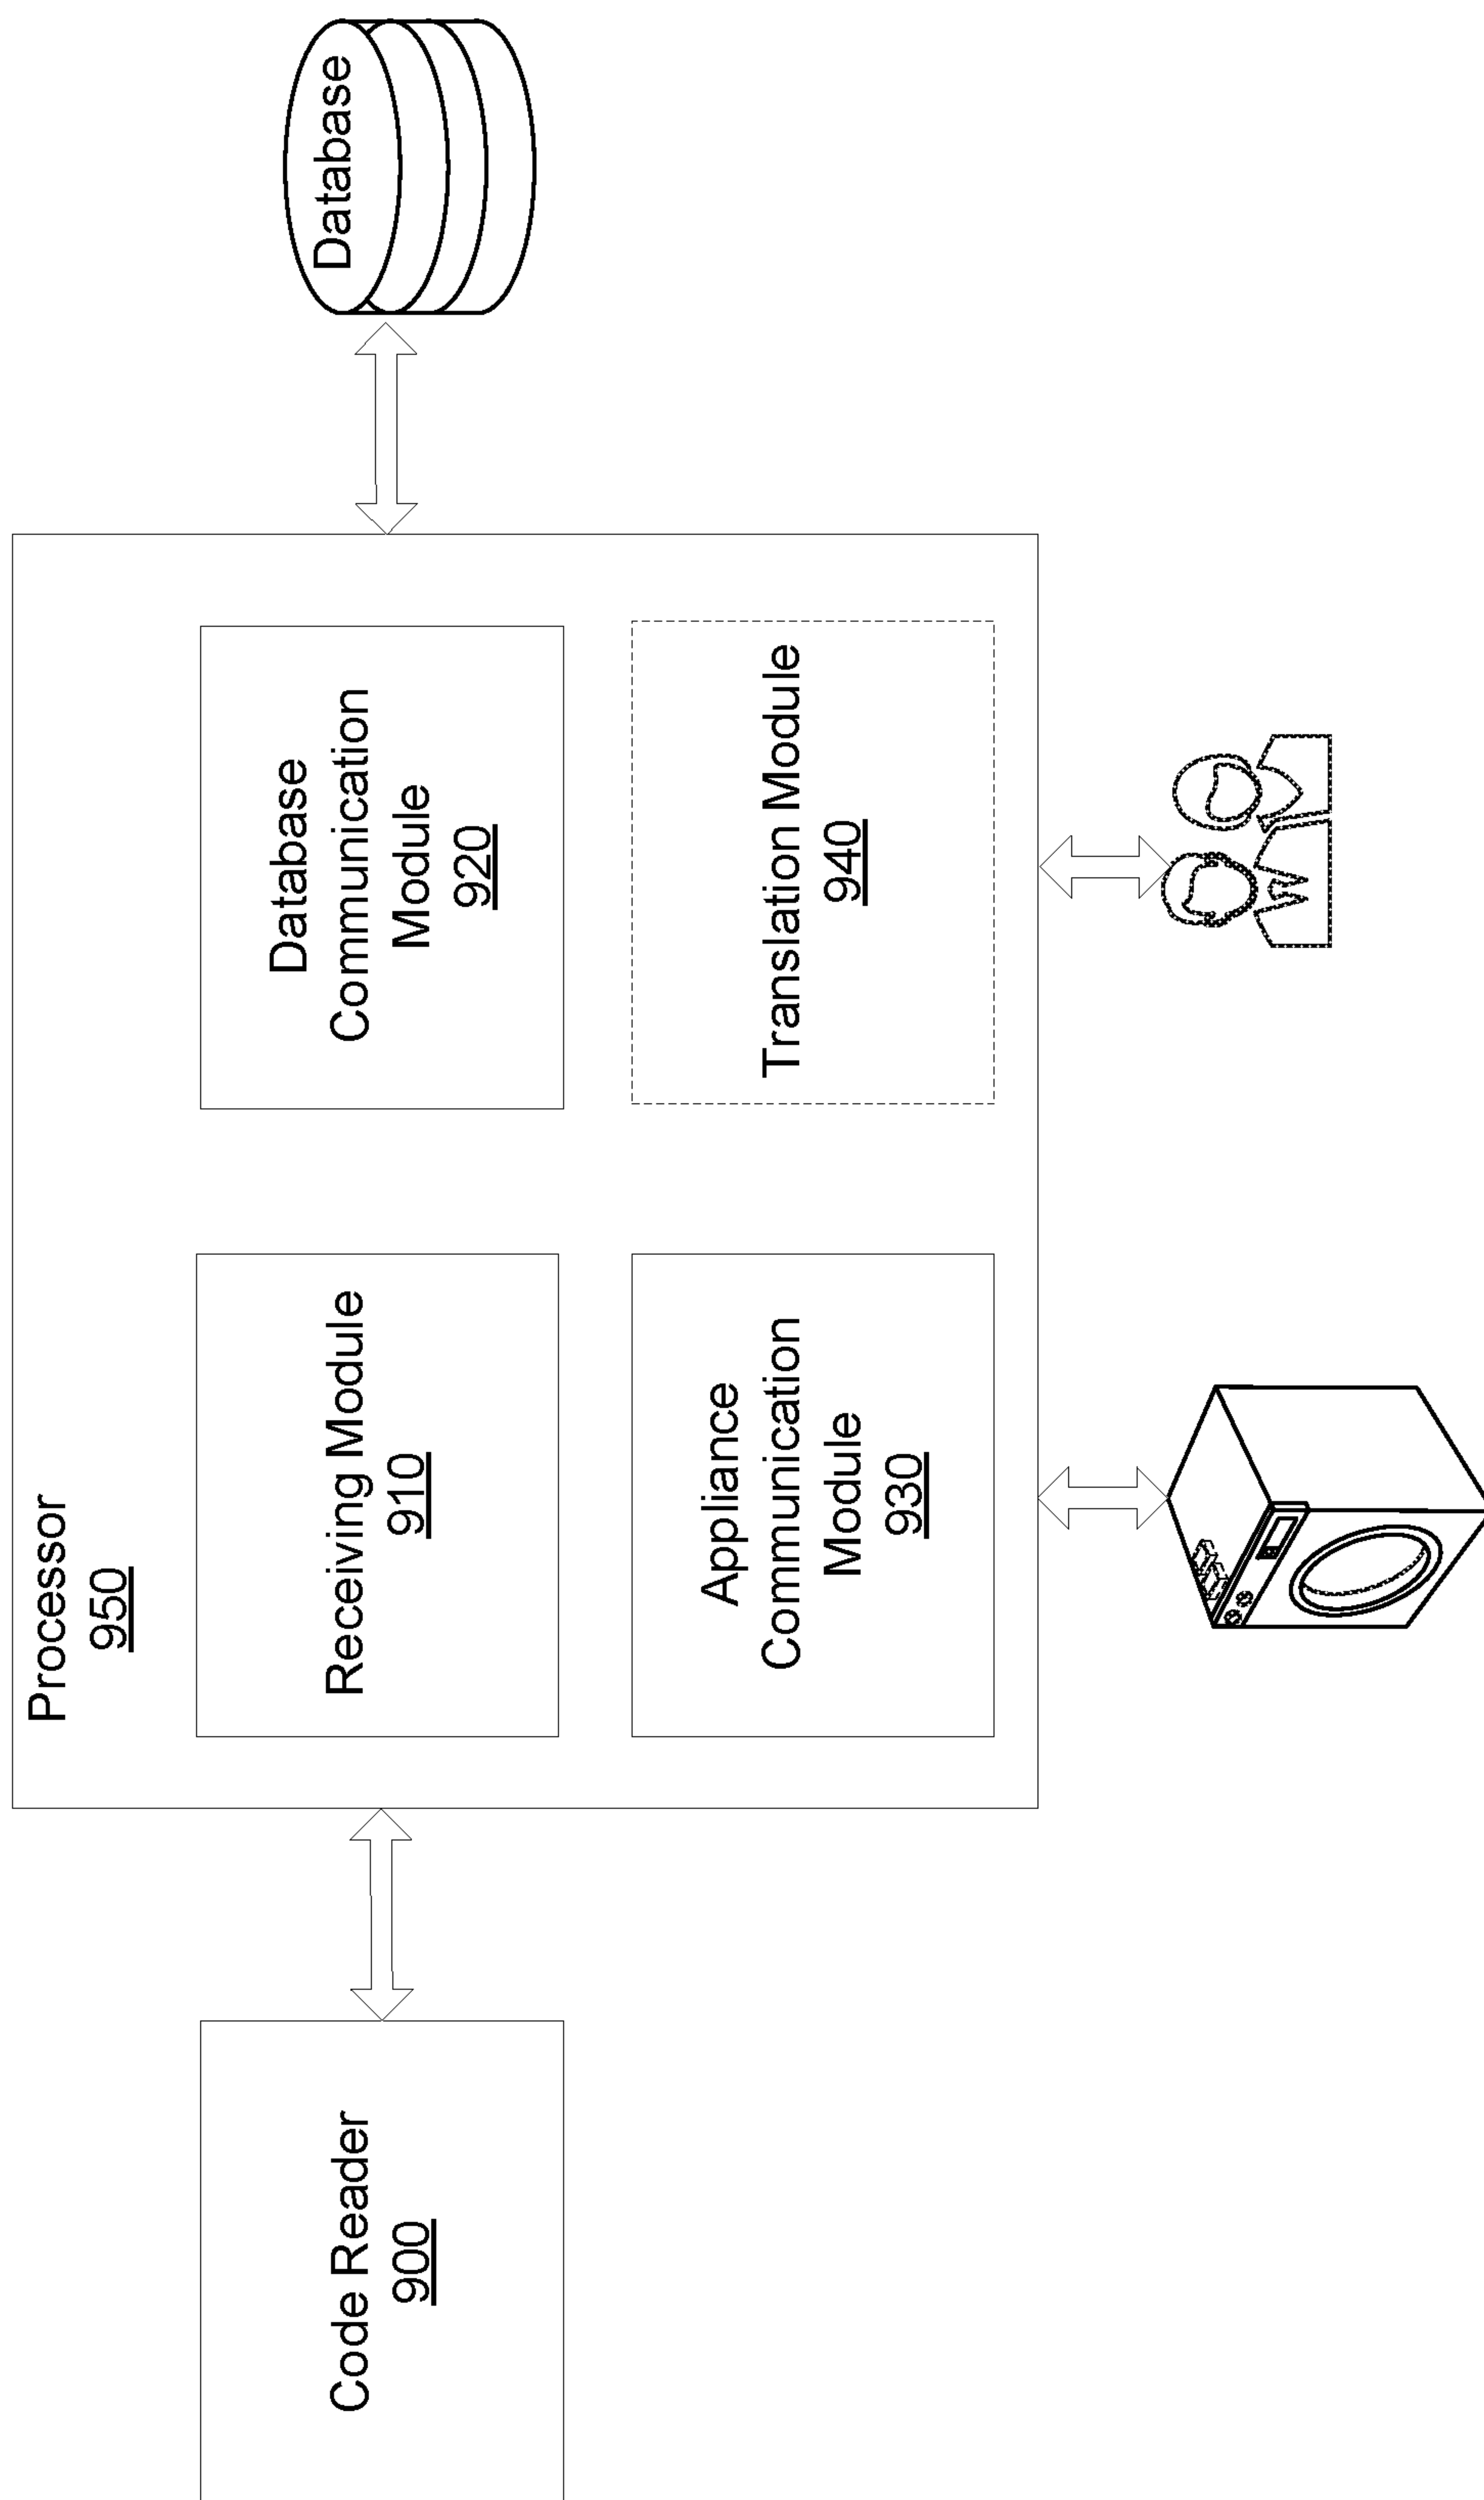 Processor
950
Code Reader
900
Receiving Module
910
Database
Communication
Module
920
Database
Appliance
Communication
Module
930
Translation Module
940